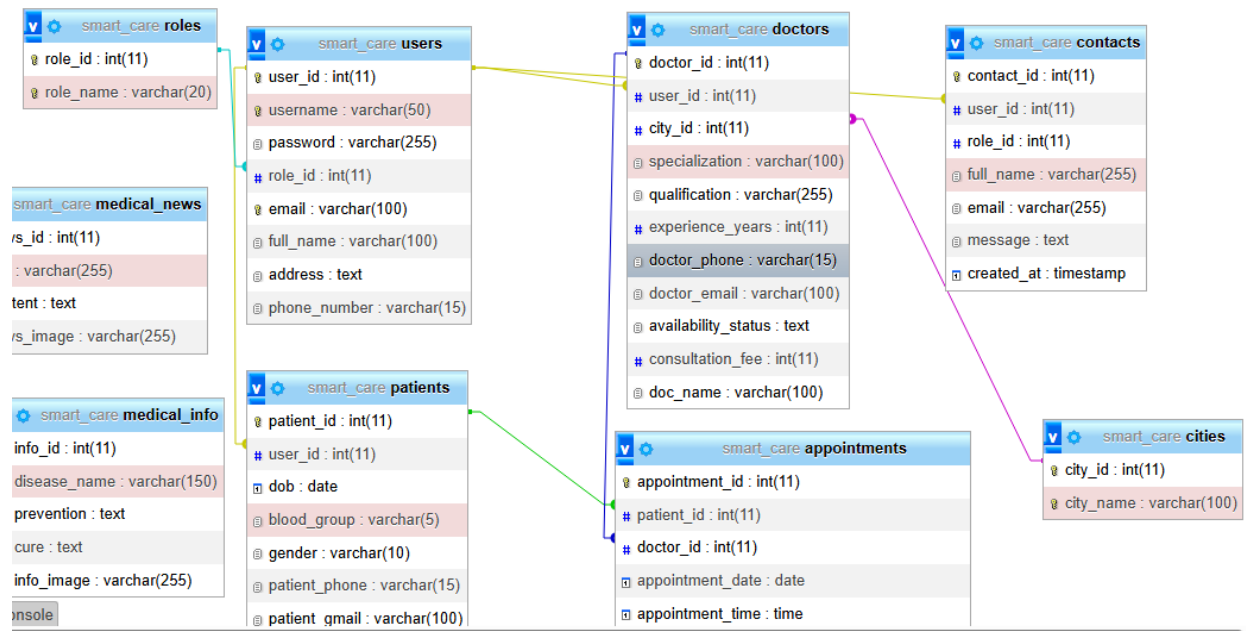 smart_care roles
role_id : int(11)
role_name : varchar(20)
smart_care users
user_id : int(11)
username : varchar(50)
password : varchar(255)
role_id : int(11)
email : varchar(100)
full_name : varchar(100)
address : text
phone_number : varchar(15)
smart_care doctors
doctor_id : int(11)
user_id : int(11)
city_id : int(11)
specialization : varchar(100)
qualification : varchar(255)
experience_years : int(11)
doctor_phone : varchar(15)
doctor_email : varchar(100)
availability_status : text
consultation_fee : int(11)
doc_name : varchar(100)
smart_care contacts
contact_id : int(11)
user_id : int(11)
role_id : int(11)
full_name : varchar(255)
email : varchar(255)
message : text
created_at : timestamp
smart_care medical_news
vs_id : int(11)
: varchar(255)
tent : text
vs_image : varchar(255)
smart_care medical_info
info_id : int(11)
disease_name : varchar(150)
prevention : text
cure : text
info_image : varchar(255)
onsole
smart_care patients
patient_id : int(11)
user_id : int(11)
dob : date
blood_group : varchar(5)
gender : varchar(10)
patient_phone : varchar(15)
patient_gmail : varchar(100)
smart_care appointments
appointment_id : int(11)
patient_id : int(11)
doctor_id : int(11)
appointment_date : date
appointment_time : time
smart_care cities
city_id : int(11)
city_name : varchar(100)